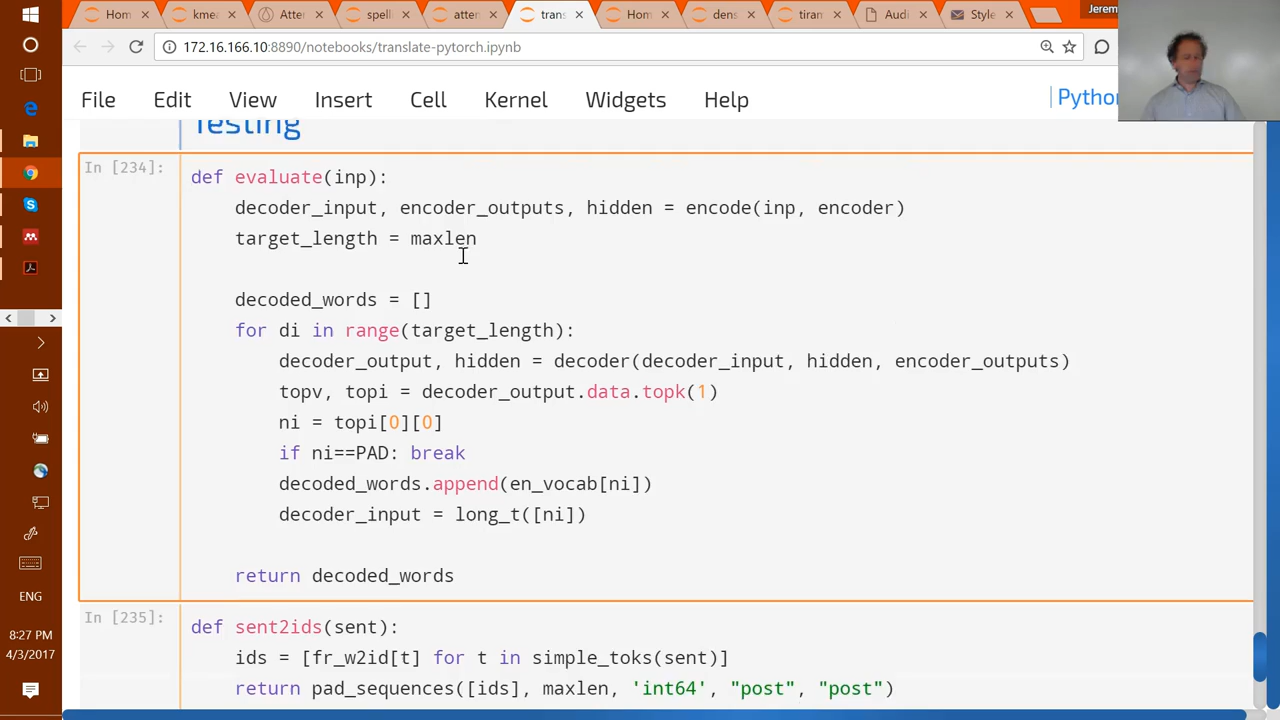 Hom
kmea
Atten
spell
atten
trans
Hom
dens
tiram
Audi
Style
Jerem
172.16.166.10:8890/notebooks/translate-pytorch.ipynb
File Edit View Insert Cell Kernel Widgets Help
Python
Testing
In [234]:
def evaluate(inp):
decoder_input, encoder_outputs, hidden = encode(inp, encoder)
target_length = maxlen
decoded_words = []
for di in range(target_length):
decoder_output, hidden = decoder(decoder_input, hidden, encoder_outputs)
topv, topi = decoder_output.data.topk(1)
ni = topi[0][0]
if ni==PAD: break
decoded_words.append(en_vocab[ni])
decoder_input = long_t([ni])
return decoded_words
In [235]:
def sent2ids(sent):
ids = [fr_w2id[t] for t in simple_toks(sent)]
return pad_sequences([ids], maxlen, 'int64', "post", "post")
ENG
8:27 PM
4/3/2017